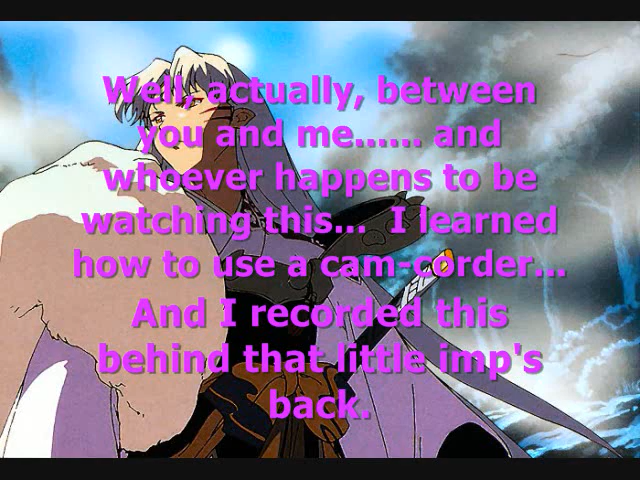 Well, actually, between
you and me...... and
whoever happens to be
watching this...  I learned
how to use a cam-corder...
And I recorded this
behind that little imp's
back.